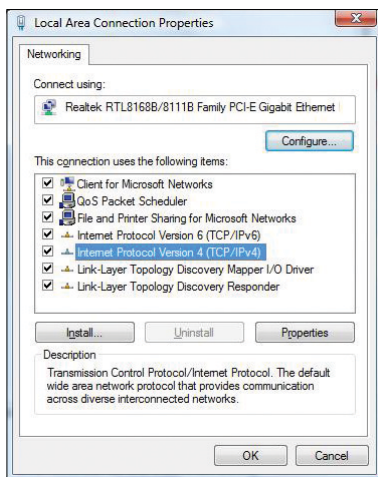 Local Area Connection Properties
Networking
Connect using:
Realtek RTL8168B/8111B Family PCI-E Gigabit Ethernet
Configure...
This connection uses the following items:
Client for Microsoft Networks
QoS Packet Scheduler
File and Printer Sharing for Microsoft Networks
Internet Protocol Version 6 (TCP/IPv6)
Internet Protocol Version 4 (TCP/IPv4)
Link-Layer Topology Discovery Mapper I/O Driver
Link-Layer Topology Discovery Responder
Install... Uninstall Properties
Description
Transmission Control Protocol/Internet Protocol. The default
wide area network protocol that provides communication
across diverse interconnected networks.
OK Cancel